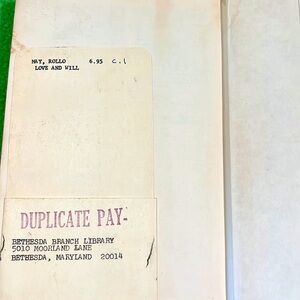 MAY, ROLLO 6.95 C.1
LOVE AND WILL
DUPLICATE PAY-
BETHESDA BRANCH LIBRARY
5010 MOORLAND LANE
BETHESDA, MARYLAND 20014